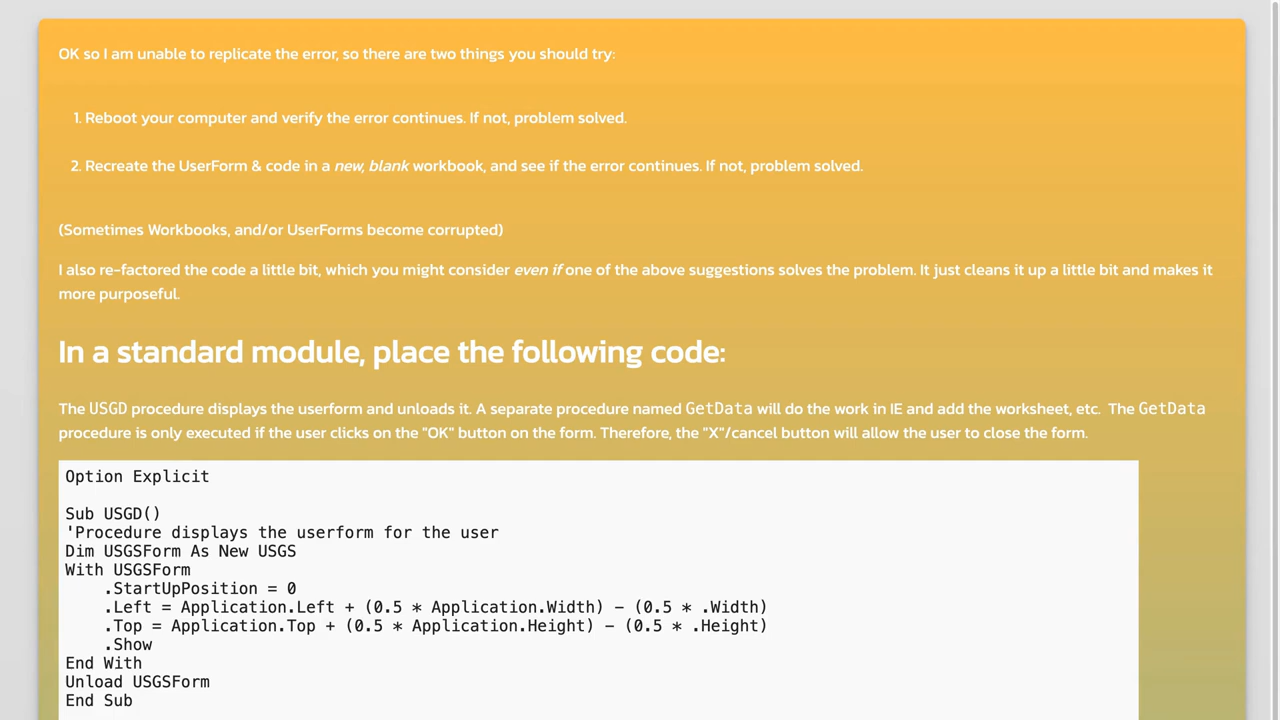 OK so I am unable to replicate the error, so there are two things you should try:
1. Reboot your computer and verify the error continues. If not, problem solved.
2. Recreate the UserForm & code in a new, blank workbook, and see if the error continues. If not, problem solved.
(Sometimes Workbooks, and/or UserForms become corrupted)
I also re-factored the code a little bit, which you might consider even if one of the above suggestions solves the problem. It just cleans it up a little bit and makes it
more purposeful.
In a standard module, place the following code:
The USGD procedure displays the userform and unloads it. A separate procedure named GetData will do the work in IE and add the worksheet, etc. The GetData
procedure is only executed if the user clicks on the "OK" button on the form. Therefore, the "X"/cancel button will allow the user to close the form.
Option Explicit
Sub USGD()
'Procedure displays the userform for the user
Dim USGSForm As New USGS
With USGSForm
    .StartUpPosition = 0
    .Left = Application.Left + (0.5 * Application.Width) - (0.5 * .Width)
    .Top = Application.Top + (0.5 * Application.Height) - (0.5 * .Height)
    .Show
End With
Unload USGSForm
End Sub